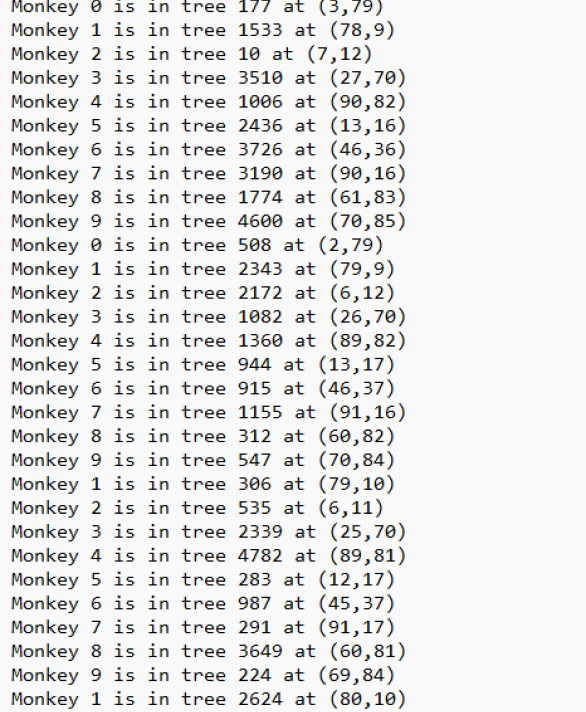 Monkey 0 is in tree 177 at (3,79)
Monkey 1 is in tree 1533 at (78,9)
Monkey 2 is in tree 10 at (7,12)
Monkey 3 is in tree 3510 at (27,70)
Monkey 4 is in tree 1006 at (90,82)
Monkey 5 is in tree 2436 at (13,16)
Monkey 6 is in tree 3726 at (46,36)
Monkey 7 is in tree 3190 at (90,16)
Monkey 8 is in tree 1774 at (61,83)
Monkey 9 is in tree 4600 at (70,85)
Monkey 0 is in tree 508 at (2,79)
Monkey 1 is in tree 2343 at (79,9)
Monkey 2 is in tree 2172 at (6,12)
Monkey 3 is in tree 1082 at (26,70)
Monkey 4 is in tree 1360 at (89,82)
Monkey 5 is in tree 944 at (13,17)
Monkey 6 is in tree 915 at (46,37)
Monkey 7 is in tree 1155 at (91,16)
Monkey 8 is in tree 312 at (60,82)
Monkey 9 is in tree 547 at (70,84)
Monkey 1 is in tree 306 at (79,10)
Monkey 2 is in tree 535 at (6,11)
Monkey 3 is in tree 2339 at (25,70)
Monkey 4 is in tree 4782 at (89,81)
Monkey 5 is in tree 283 at (12,17)
Monkey 6 is in tree 987 at (45,37)
Monkey 7 is in tree 291 at (91,17)
Monkey 8 is in tree 3649 at (60,81)
Monkey 9 is in tree 224 at (69,84)
Monkey 1 is in tree 2624 at (80,10)